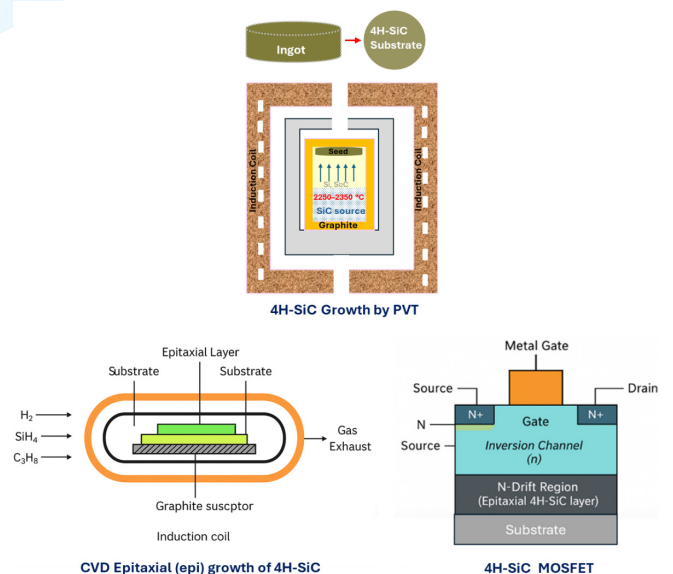 Ingot
4H-SiC
Substrate
Induction Coil
Induction Coil
Seed
2250-2350 °C
SiC source
Graphite
4H-SiC Growth by PVT
Epitaxial Layer
Substrate
Substrate
H₂
SiH₄
C₃H₈
Gas
Exhaust
Graphite suscptor
Induction coil
CVD Epitaxial (epi) growth of 4H-SiC
Metal Gate
Source
Drain
N+
N+
N
Gate
Source
Inversion Channel
(n)
N-Drift Region
(Epitaxial 4H-SiC layer)
Substrate
4H-SiC MOSFET